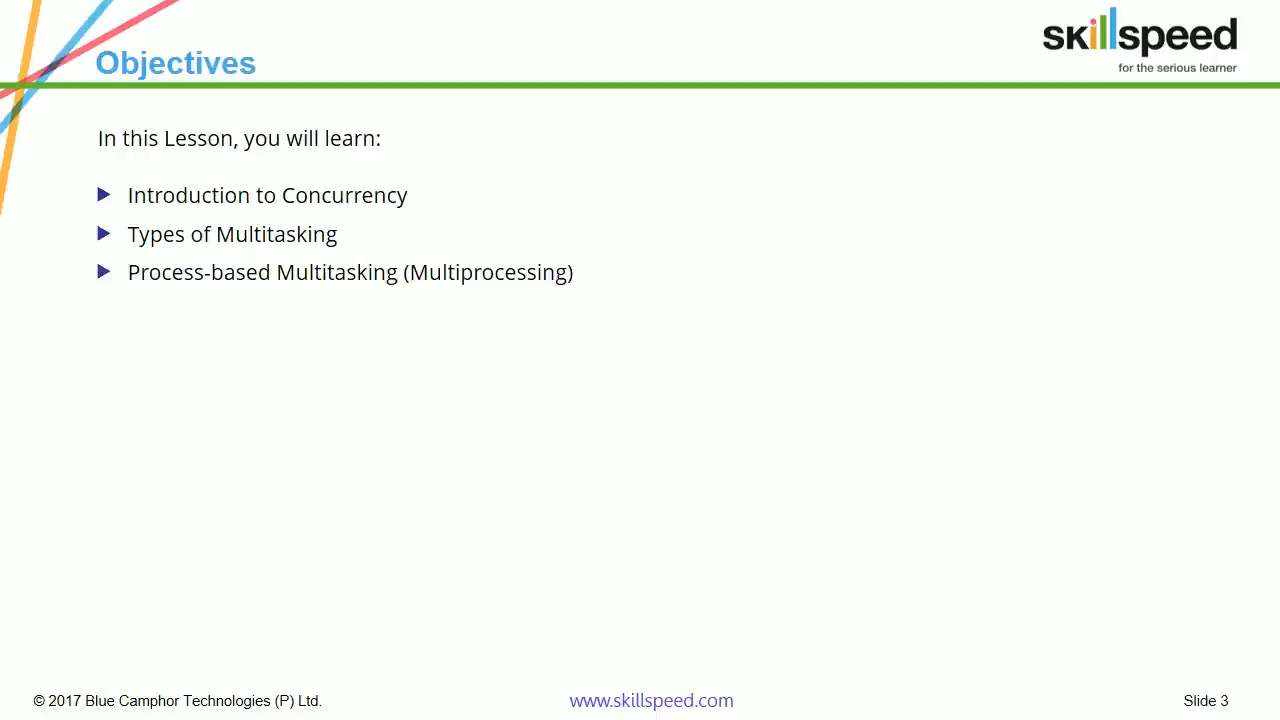 skillspeed
for the serious learner
Objectives
In this Lesson, you will learn:
Introduction to Concurrency
Types of Multitasking
Process-based Multitasking (Multiprocessing)
© 2017 Blue Camphor Technologies (P) Ltd.
www.skillspeed.com
Slide 3